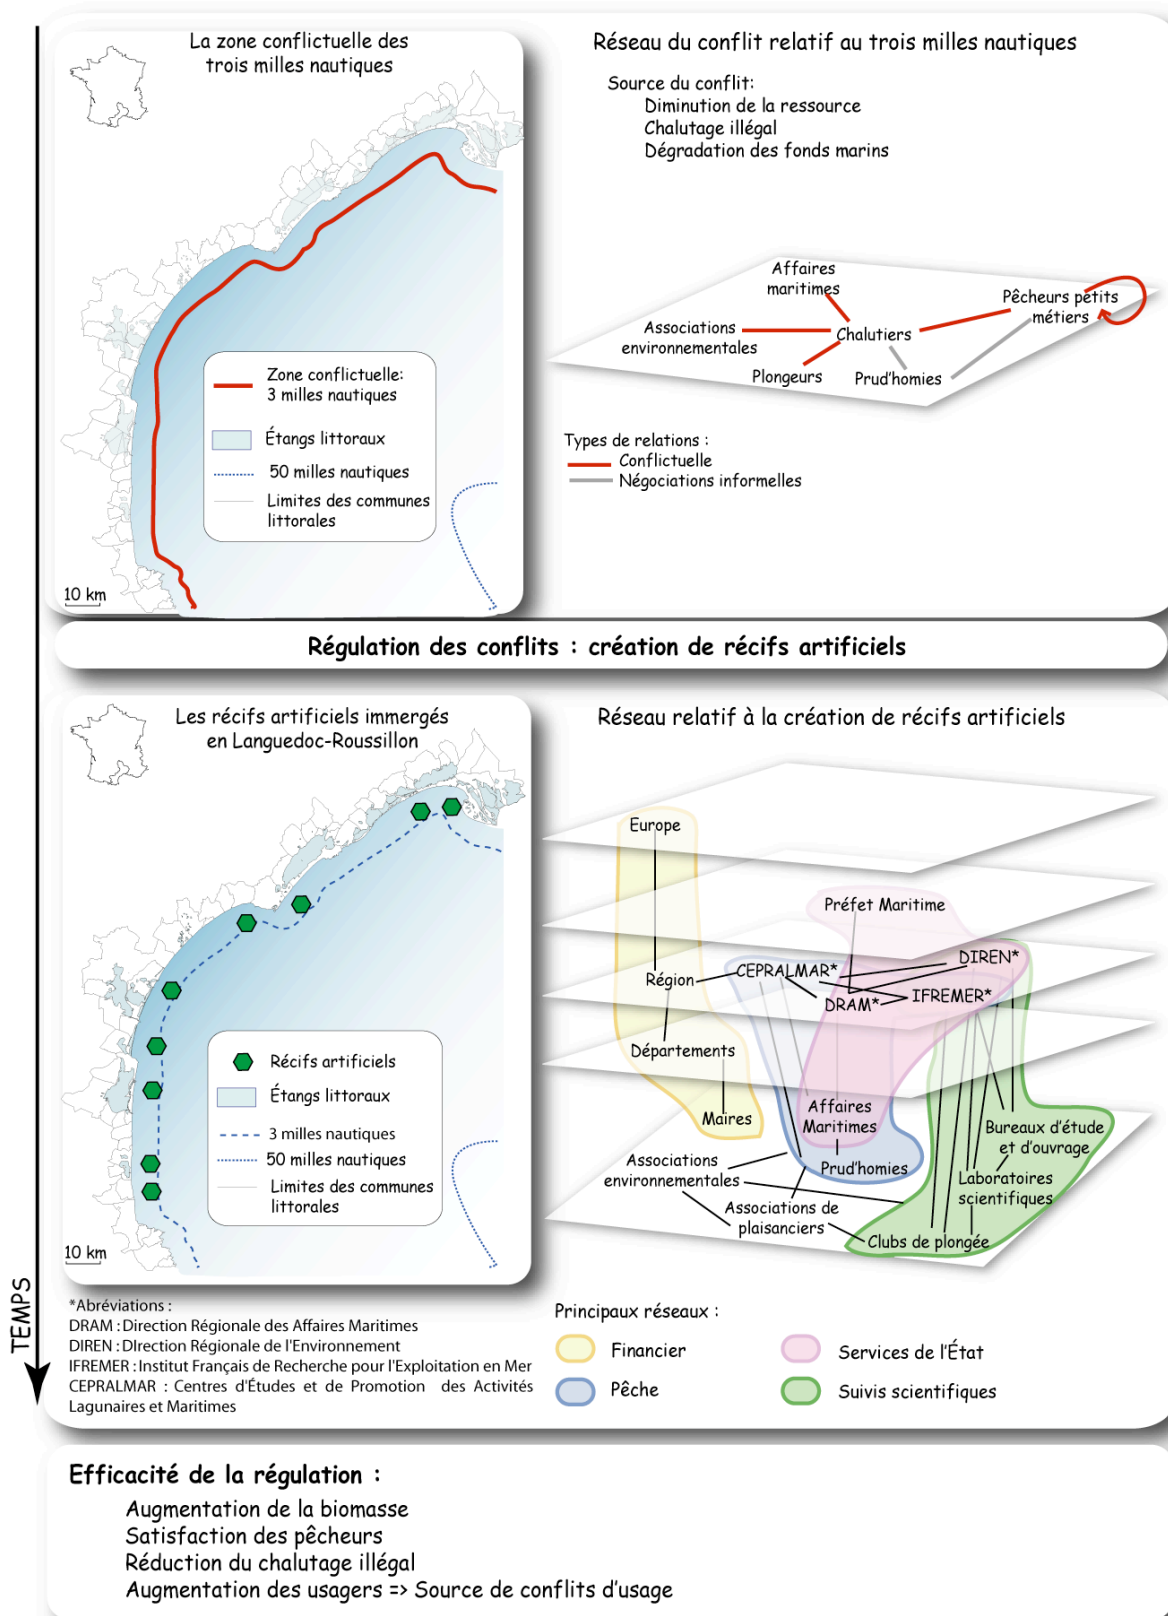 La zone conflictuelle des
trois milles nautiques
Zone conflictuelle:
3 milles nautiques
Étangs littoraux
50 milles nautiques
Limites des communes
littorales
10 km
Réseau du conflit relatif au trois milles nautiques
Source du conflit:
Diminution de la ressource
Chalutage illégal
Dégradation des fonds marins
Affaires
maritimes
Pêcheurs petits
métiers
Associations
environnementales
Chalutiers
Plongeurs
Prud'homies
Types de relations :
Conflictuelle
Négociations informelles
Régulation des conflits : création de récifs artificiels
Les récifs artificiels immergés
en Languedoc-Roussillon
Récifs artificiels
Étangs littoraux
3 milles nautiques
50 milles nautiques
Limites des communes
littorales
10 km
Réseau relatif à la création de récifs artificiels
Europe
Préfet Maritime
DIREN*
CEPRALMAR*
Région
IFREMER*
DRAM*
Départements
Maires
Affaires
Maritimes
Bureaux d'étude
et d'ouvrage
Prud'homies
Associations
environnementales
Laboratoires
scientifiques
Associations de
plaisanciers
Clubs de plongée
TEMPS
*Abréviations :
DRAM : Direction Régionale des Affaires Maritimes
DIREN : DIrection Régionale de l'Environnement
IFREMER : Institut Français de Recherche pour l'Exploitation en Mer
CEPRALMAR : Centres d'Études et de Promotion des Activités
Lagunaires et Maritimes
Principaux réseaux :
Financier
Services de l'État
Pêche
Suivis scientifiques
Efficacité de la régulation :
Augmentation de la biomasse
Satisfaction des pêcheurs
Réduction du chalutage illégal
Augmentation des usagers => Source de conflits d'usage